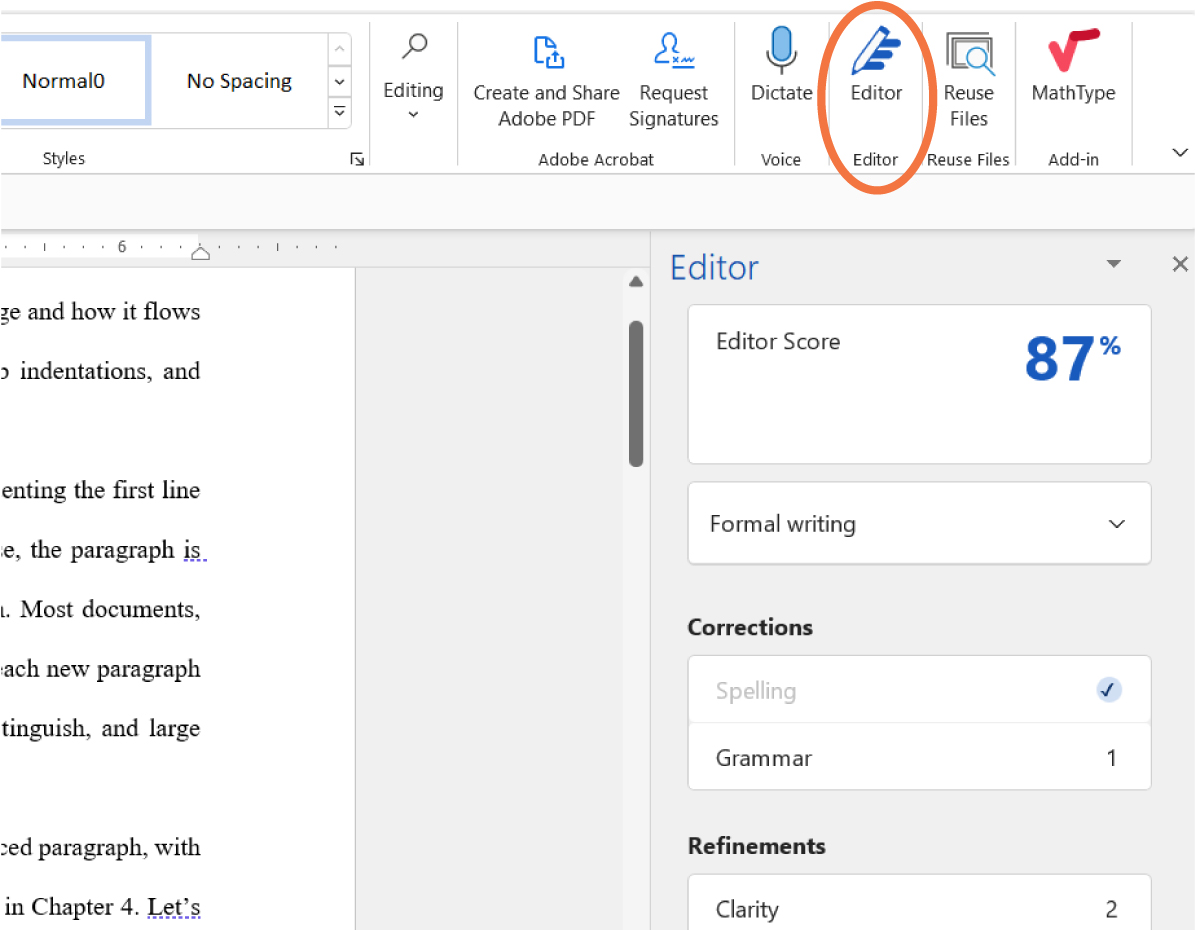 Normal0
No Spacing
Styles
Editing
Create and Share
Adobe PDF
Request
Signatures
Adobe Acrobat
Dictate
Voice
Editor
Editor
Reuse
Files
Reuse Files
MathType
Add-in
6
and how it flows
indentations, and
enting the first line
the paragraph is
Most documents,
each new paragraph
tinguish, and large
ced paragraph, with
in Chapter 4. Let’s
Editor
Editor Score
87%
Formal writing
Corrections
Spelling
Grammar 1
Refinements
Clarity 2